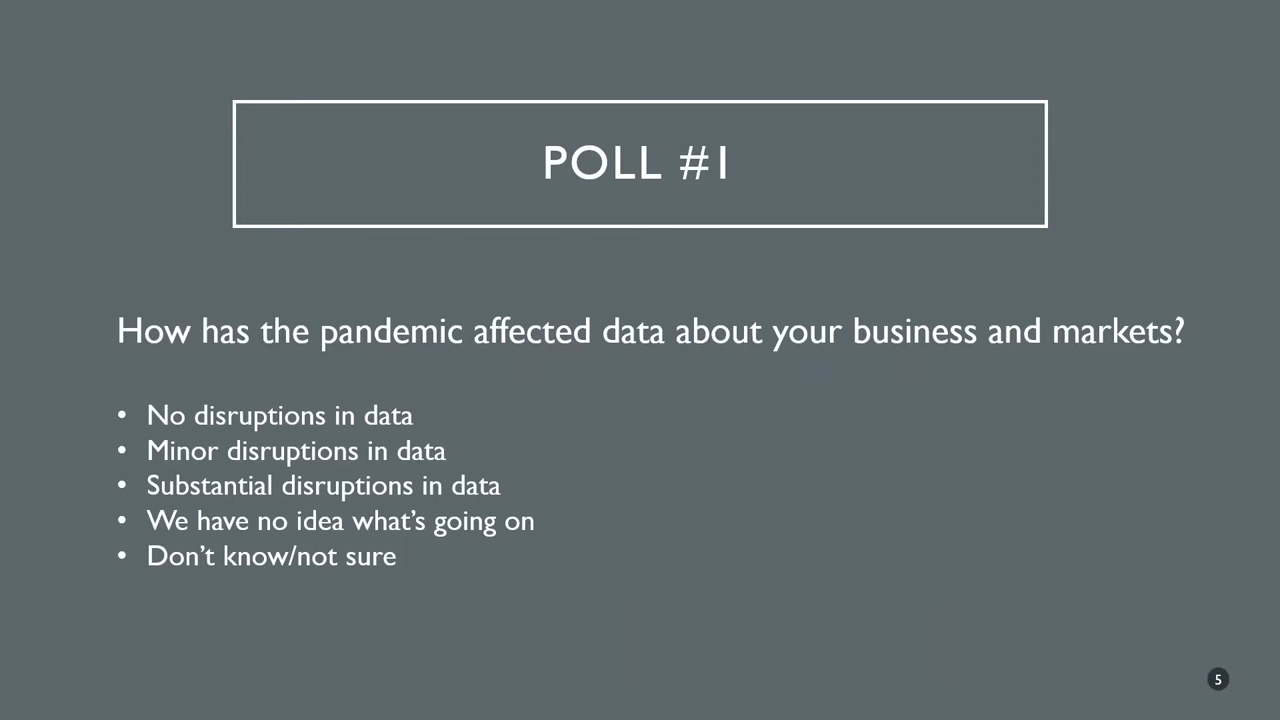 POLL #1
How has the pandemic affected data about your business and markets?
• No disruptions in data
• Minor disruptions in data
• Substantial disruptions in data
• We have no idea what’s going on
• Don’t know/not sure
5